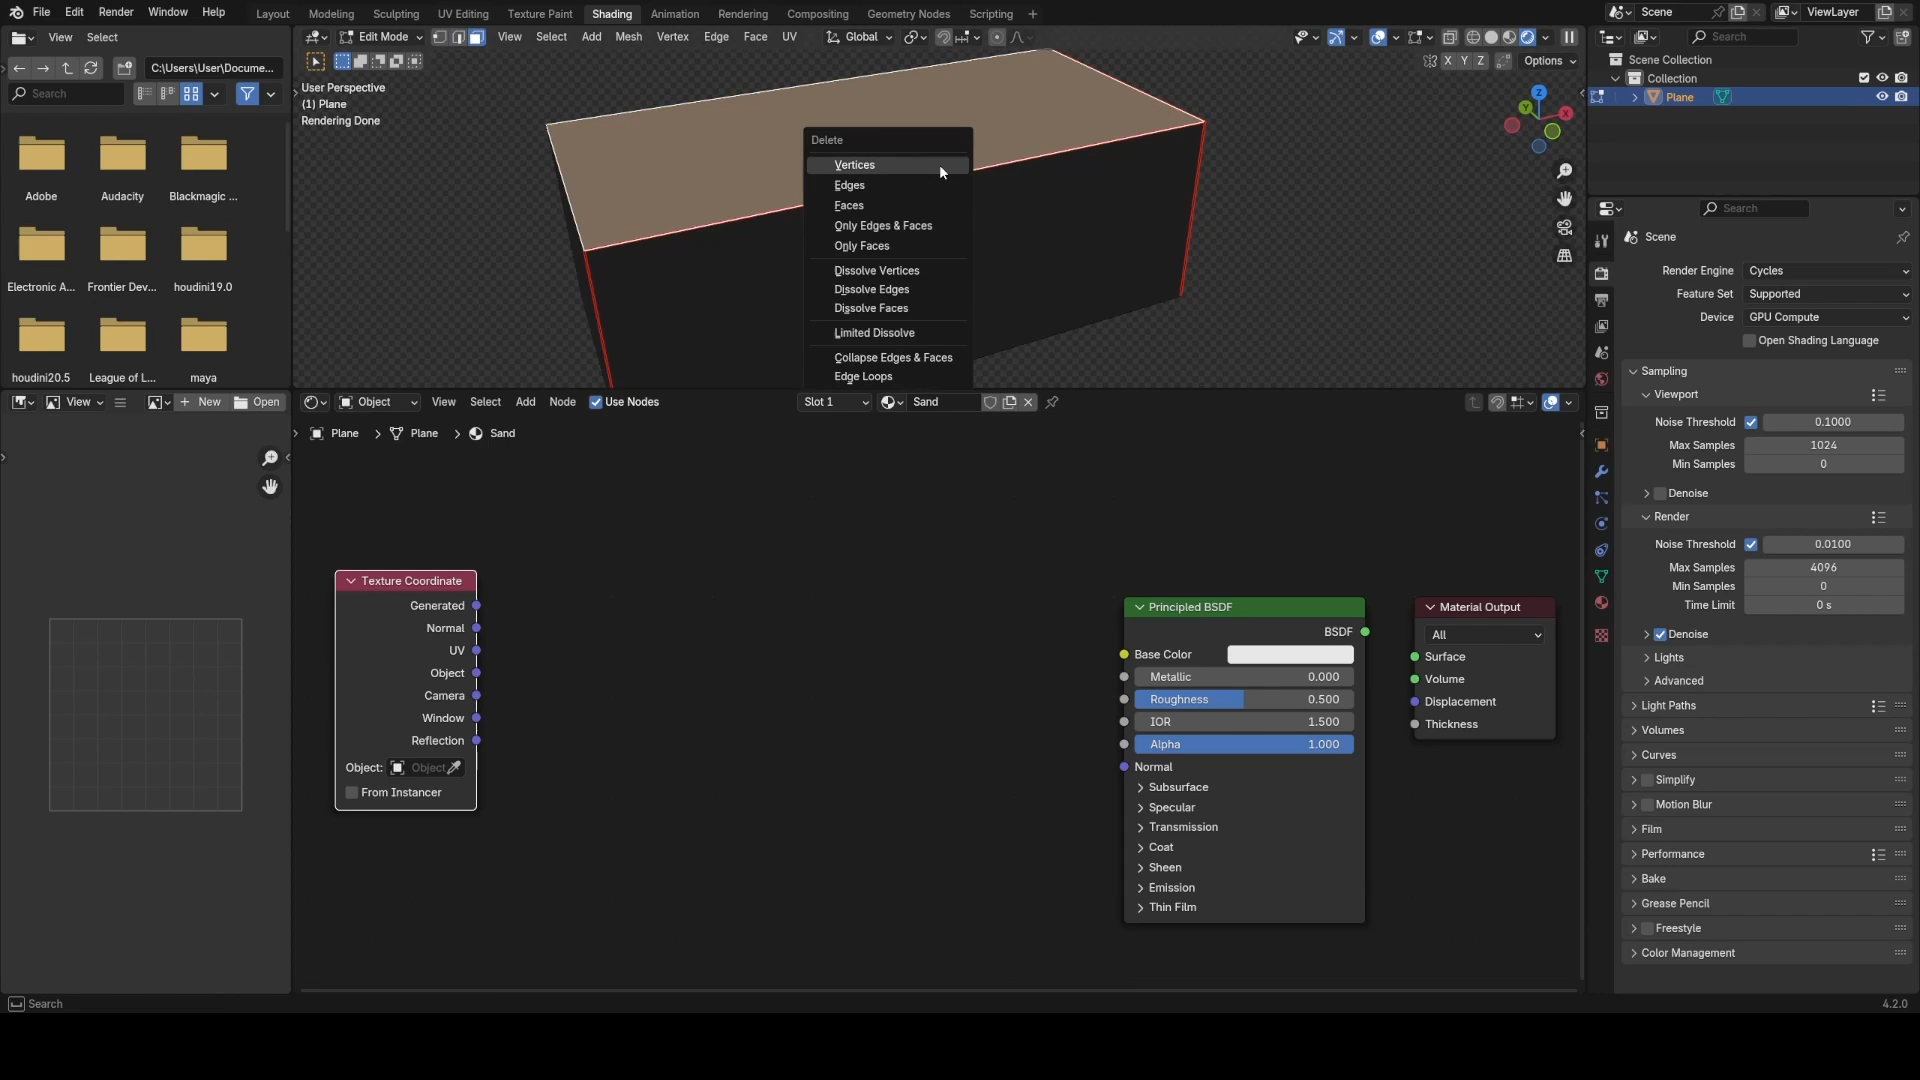 File Edit Render Window Help Layout Modeling Sculpting UV Editing Texture Paint Shading Animation Rendering Compositing Geometry Nodes Scripting + Scene ViewLayer
View Select
Edit Mode View Select Add Mesh Vertex Edge Face UV Global
Search
C:\Users\User\Docume...
X Y Z Options
Search
User Perspective
(1) Plane
Rendering Done
Scene Collection
Collection
Plane
Z
Y
X
Adobe Audacity Blackmagic ...
Electronic A... Frontier Dev... houdini19.0
houdini20.5 League of L... maya
Delete
Vertices
Edges
Faces
Only Edges & Faces
Only Faces
Dissolve Vertices
Dissolve Edges
Dissolve Faces
Limited Dissolve
Collapse Edges & Faces
Edge Loops
Search
Scene
Render Engine Cycles
Feature Set Supported
Device GPU Compute
Open Shading Language
Sampling
Viewport
Noise Threshold 0.1000
Max Samples 1024
Min Samples 0
Denoise
Render
Noise Threshold 0.0100
Max Samples 4096
Min Samples 0
Time Limit 0 s
Denoise
Lights
Advanced
Light Paths
Volumes
Curves
Simplify
Motion Blur
Film
Performance
Bake
Grease Pencil
Freestyle
Color Management
View New Open
Object View Select Add Node Use Nodes Slot 1 Sand
Plane Plane Sand
Texture Coordinate
Generated
Normal
UV
Object
Camera
Window
Reflection
Object: Object
From Instancer
Principled BSDF
BSDF
Base Color
Metallic 0.000
Roughness 0.500
IOR 1.500
Alpha 1.000
Normal
Subsurface
Specular
Transmission
Coat
Sheen
Emission
Thin Film
Material Output
All
Surface
Volume
Displacement
Thickness
Search
4.2.0